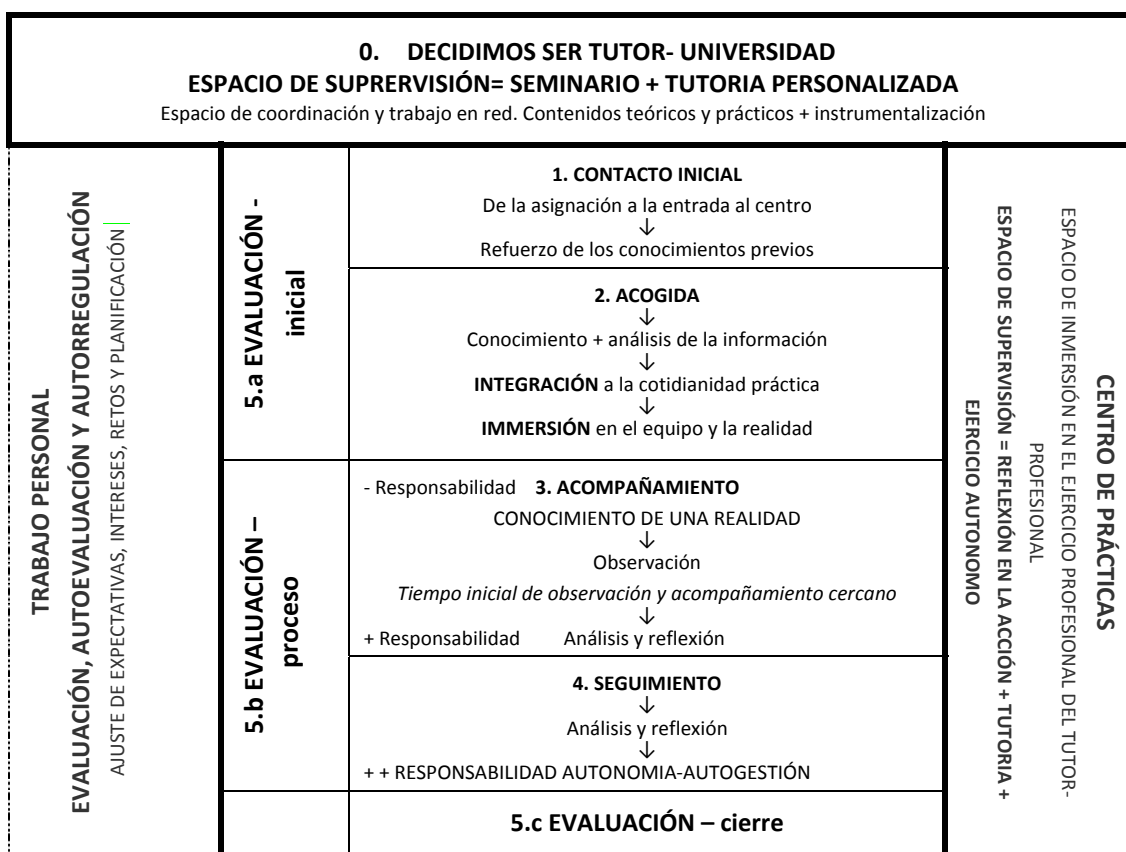 0. DECIDIMOS SER TUTOR- UNIVERSIDAD
ESPACIO DE SUPRERVISIÓN= SEMINARIO + TUTORIA PERSONALIZADA
Espacio de coordinación y trabajo en red. Contenidos teóricos y prácticos + instrumentalización
TRABAJO PERSONAL
EVALUACIÓN, AUTOEVALUACIÓN Y AUTORREGULACIÓN
AJUSTE DE EXPECTATIVAS, INTERESES, RETOS Y PLANIFICACIÓN
5.a EVALUACIÓN -
inicial
1. CONTACTO INICIAL
De la asignación a la entrada al centro
↓
Refuerzo de los conocimientos previos
2. ACOGIDA
↓
Conocimiento + análisis de la información
↓
INTEGRACIÓN a la cotidianidad práctica
↓
IMMERSIÓN en el equipo y la realidad
5.b EVALUACIÓN –
proceso
- Responsabilidad 3. ACOMPAÑAMIENTO
CONOCIMIENTO DE UNA REALIDAD
↓
Observación
Tiempo inicial de observación y acompañamiento cercano
↓
+ Responsabilidad Análisis y reflexión
4. SEGUIMIENTO
↓
Análisis y reflexión
↓
+ + RESPONSABILIDAD AUTONOMIA-AUTOGESTIÓN
5.c EVALUACIÓN – cierre
CENTRO DE PRÁCTICAS
ESPACIO DE INMERSIÓN EN EL EJERCICIO PROFESIONAL DEL TUTOR-
PROFESIONAL
ESPACIO DE SUPERVISIÓN = REFLEXIÓN EN LA ACCIÓN + TUTORIA +
EJERCICIO AUTONOMO